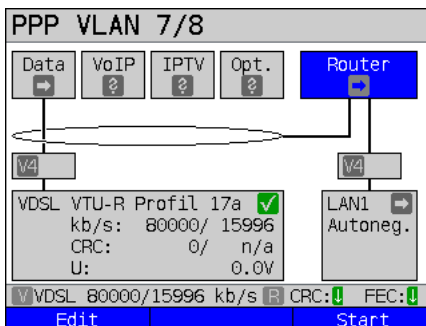 PPP VLAN 7/8
Data VoIP IPTV Opt. Router
? ? ?
V4 V4
VDSL VTU-R Profil 17a LAN1
kb/s: 80000/ 15996 Autoneg.
CRC: 0/ n/a
U: 0.0V
V VDSL 80000/15996 kb/s R CRC: FEC:
Edit Start